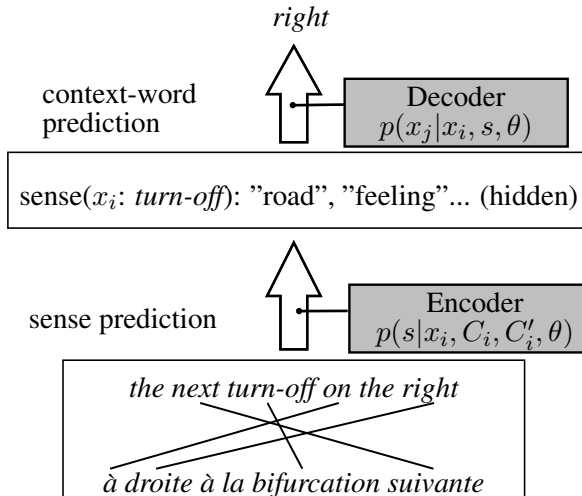 right
context-word
prediction
Decoder
p(x_j|x_i, s, θ)
sense(x_i: turn-off): ”road”, ”feeling”... (hidden)
sense prediction
Encoder
p(s|x_i, C_i, C'_i, θ)
the next turn-off on the right
à droite à la bifurcation suivante